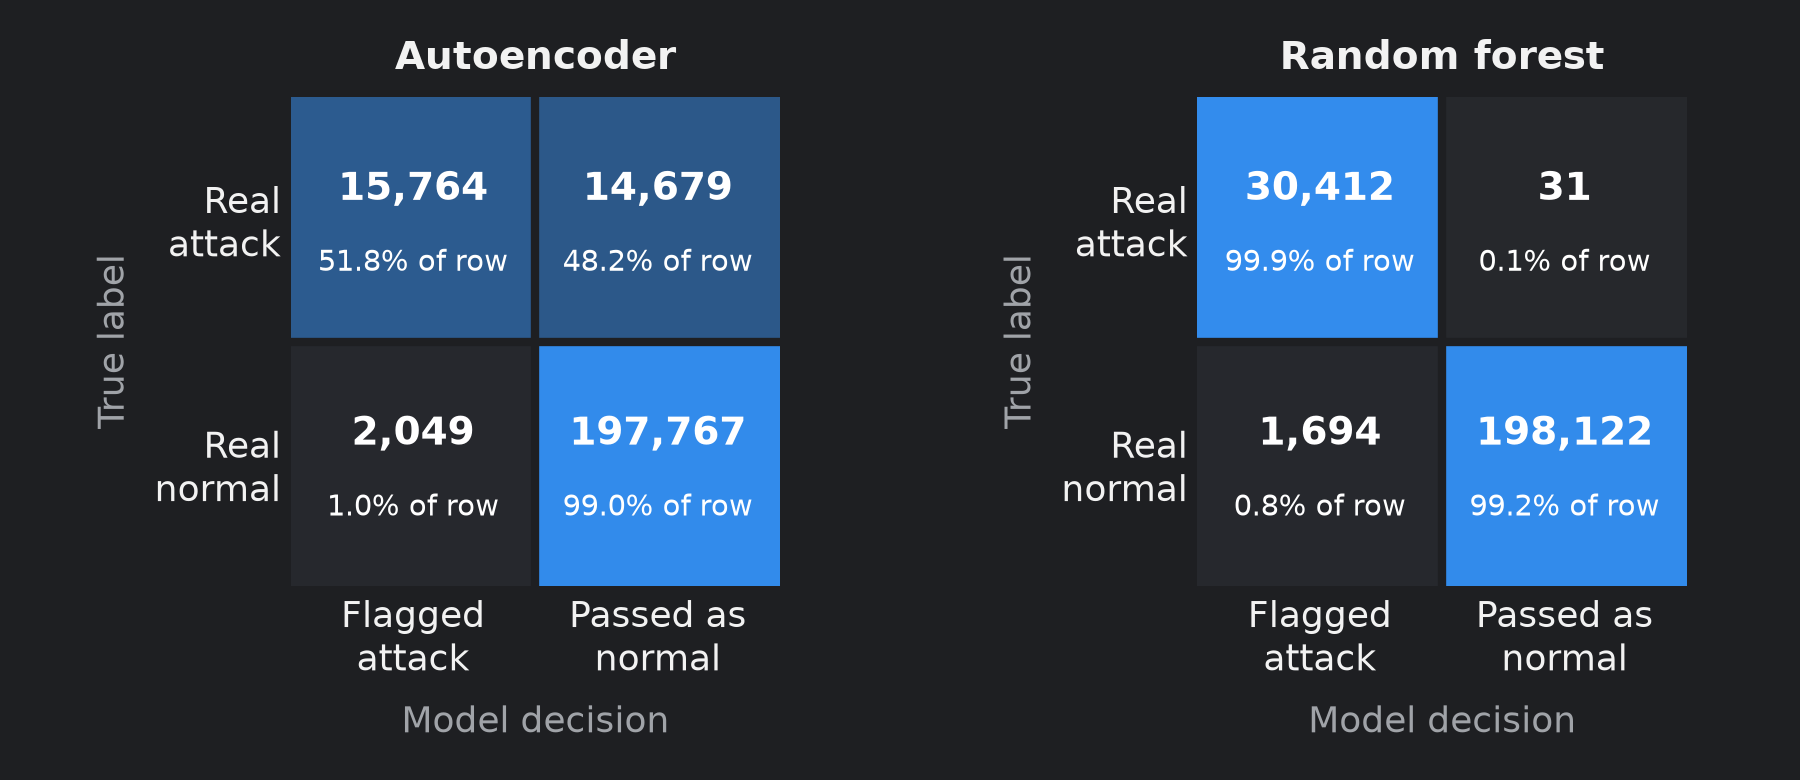 Autoencoder
True label
Real
attack
15,764
51.8% of row
14,679
48.2% of row
Real
normal
2,049
1.0% of row
197,767
99.0% of row
Flagged
attack
Passed as
normal
Model decision
Random forest
True label
Real
attack
30,412
99.9% of row
31
0.1% of row
Real
normal
1,694
0.8% of row
198,122
99.2% of row
Flagged
attack
Passed as
normal
Model decision